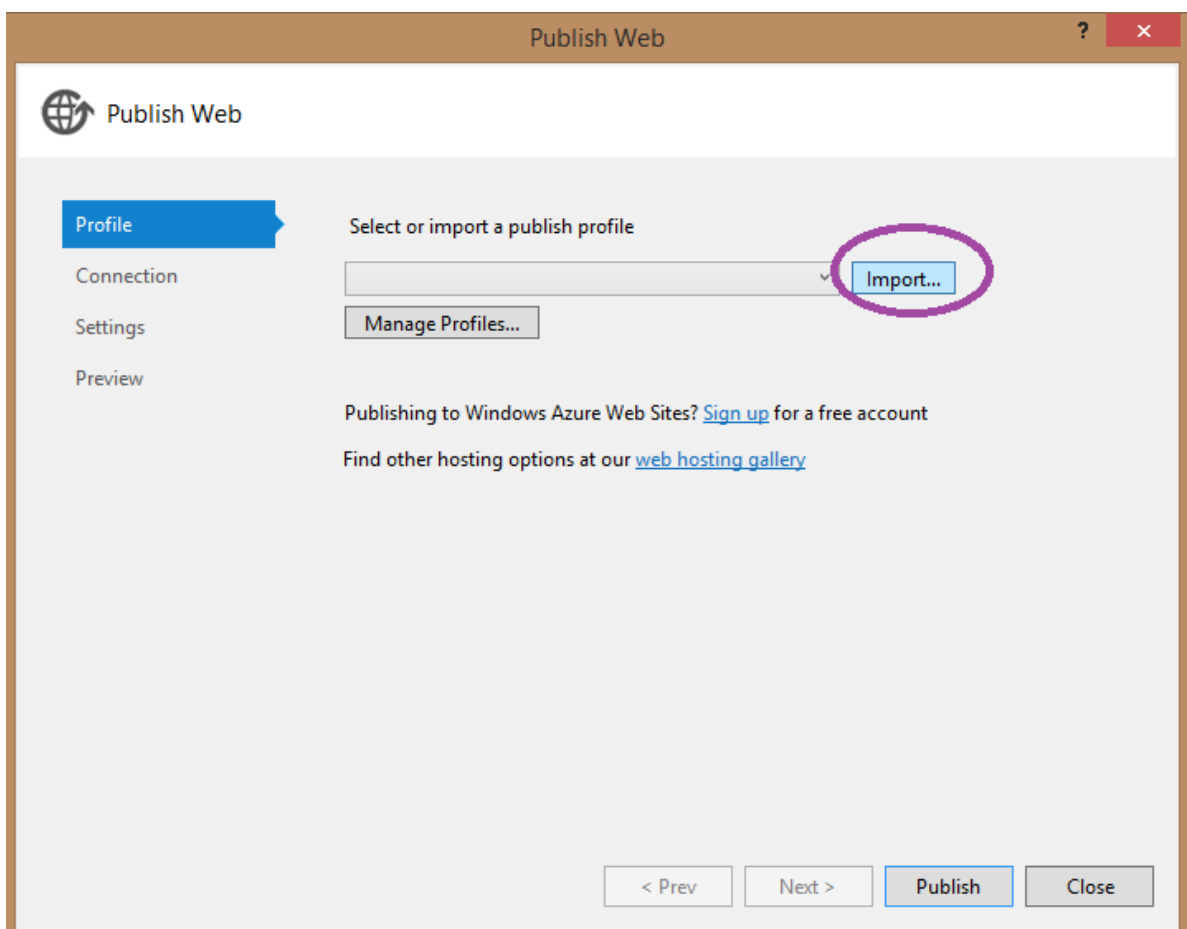 Publish Web
?
Publish Web
Profile
Connection
Settings
Preview
Select or import a publish profile
Import...
Manage Profiles...
Publishing to Windows Azure Web Sites? Sign up for a free account
Find other hosting options at our web hosting gallery
< Prev
Next >
Publish
Close